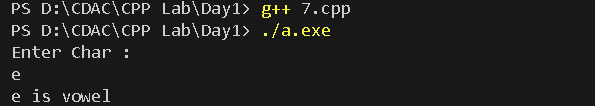 PS D:\CDAC\CPP Lab\Day1> g++ 7.cpp
PS D:\CDAC\CPP Lab\Day1> ./a.exe
Enter Char :
e
e is vowel